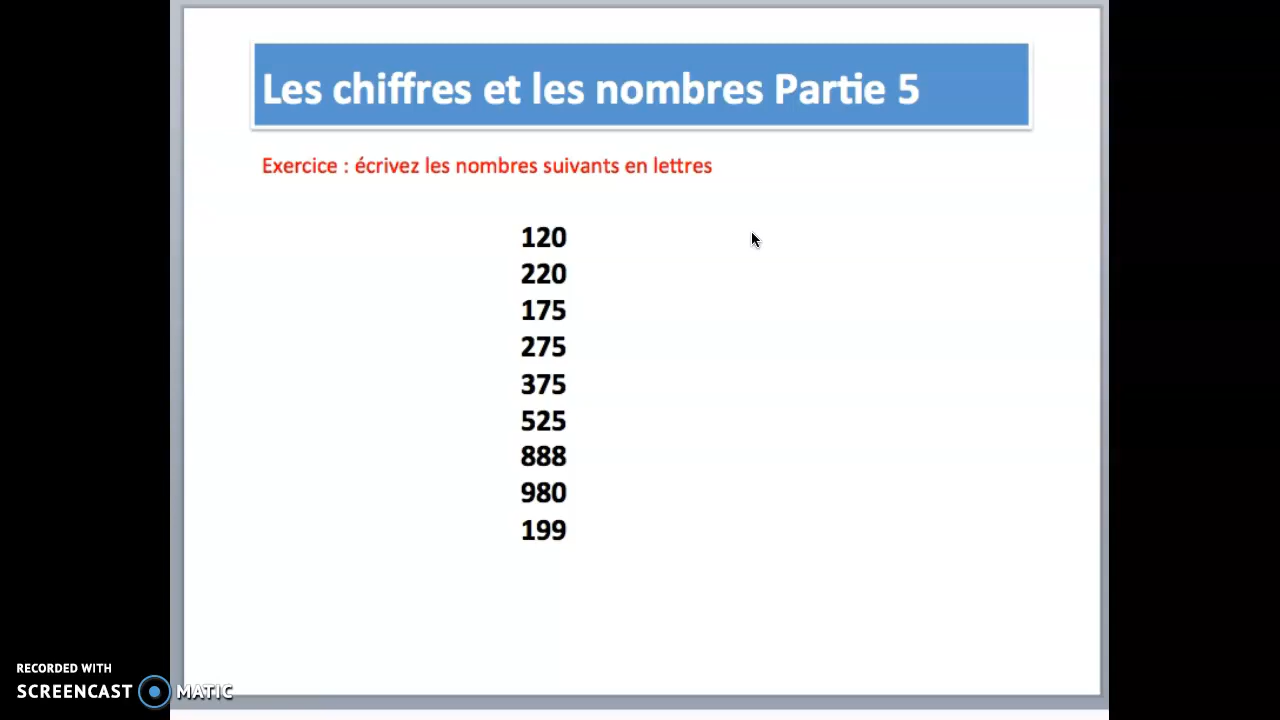 Les chiffres et les nombres Partie 5
Exercice : écrivez les nombres suivants en lettres
120
220
175
275
375
525
888
980
199
RECORDED WITH
SCREENCAST MATIC